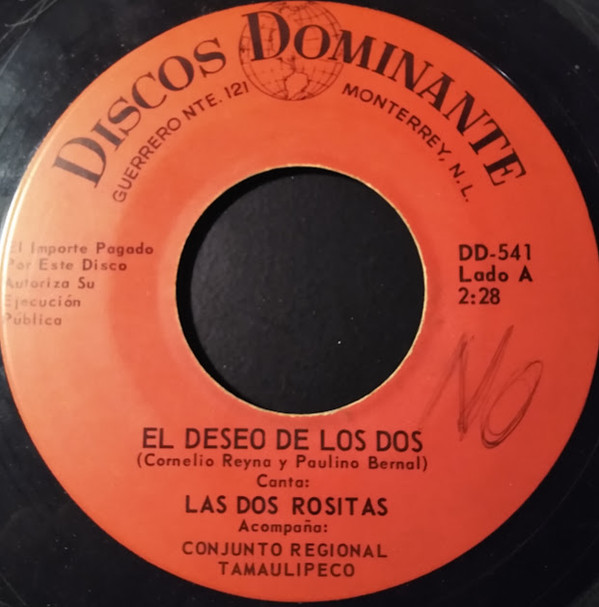 DISCOS DOMINANTE
GUERRERO NTE. 121 MONTERREY, N.L.
El Importe Pagado
Por Este Disco
Autoriza Su
Ejecución
Pública
DD-541
Lado A
2:28
No
EL DESEO DE LOS DOS
(Cornelio Reyna y Paulino Bernal)
Canta:
LAS DOS ROSITAS
Acompaña:
CONJUNTO REGIONAL
TAMAULIPECO